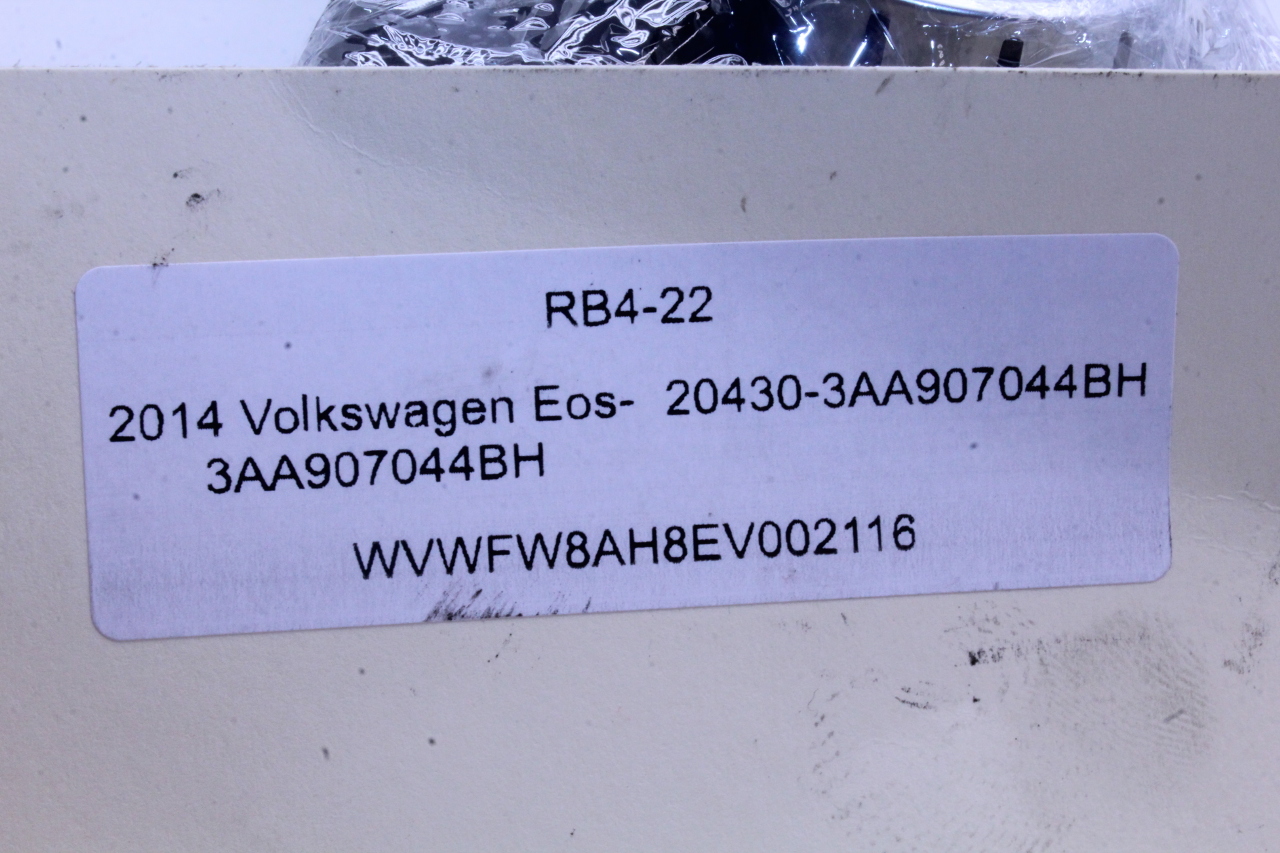 RB4-22
2014 Volkswagen Eos- 20430-3AA907044BH
3AA907044BH
WVWFW8AH8EV002116